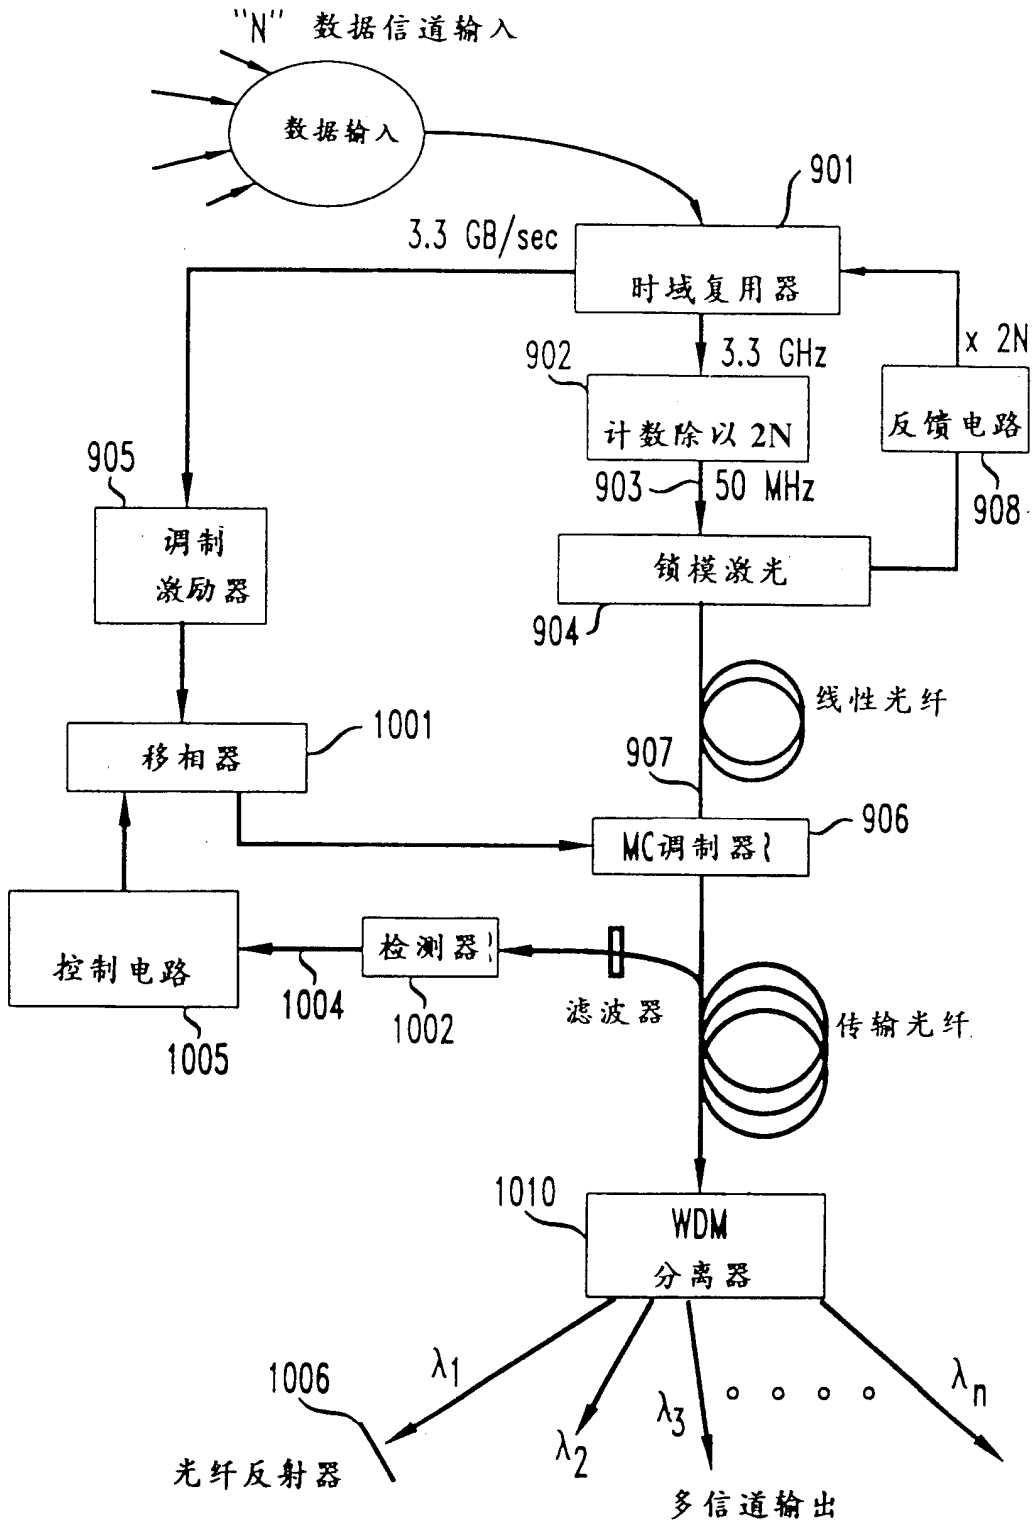 "N" 数据信道输入
数据输入
901
3.3 GB/sec
时域复用器
x 2N
902
3.3 GHz
计数除以2N
反馈电路
905
903
50 MHz
908
调制
激励器
锁模激光
904
线性光纤
1001
移相器
907
906
MC调制器
检测器
控制电路
1004
1002
滤波器
传输光纤
1005
1010
WDM
分离器
λ1
λ2
λ3
λn
1006
光纤反射器
多信道输出